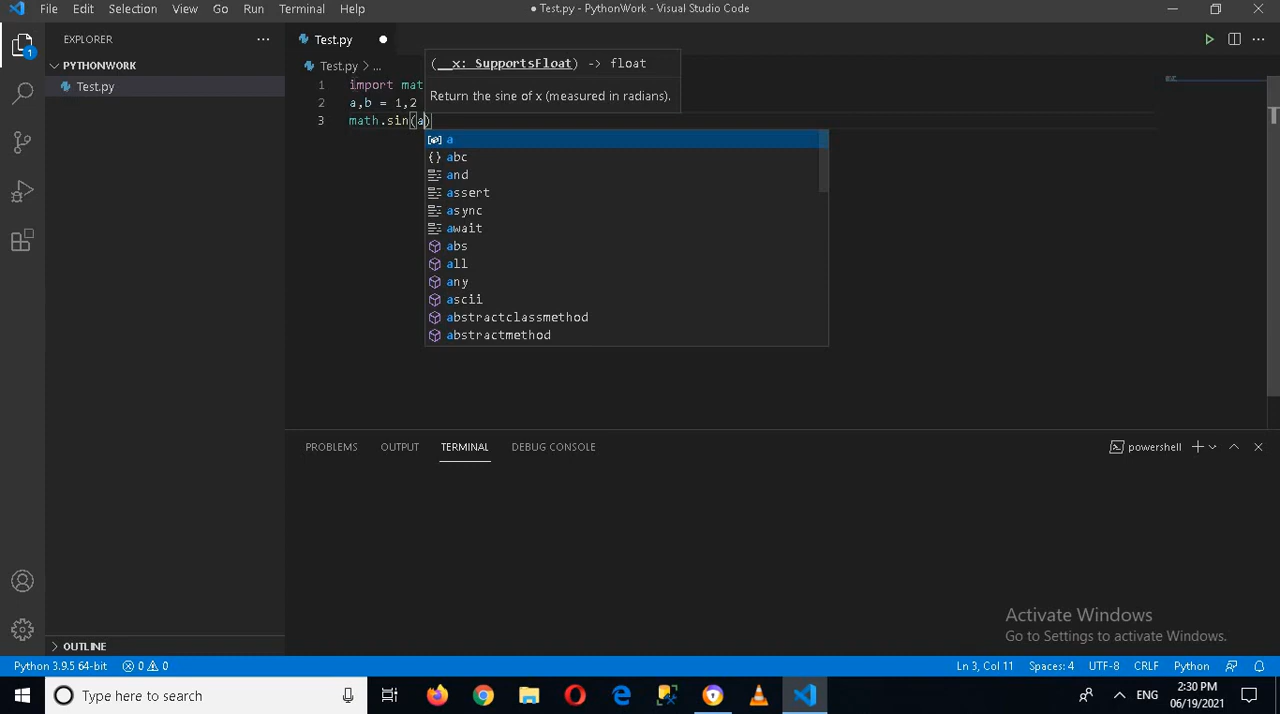 File Edit Selection View Go Run Terminal Help
● Test.py - PythonWork - Visual Studio Code
EXPLORER
PYTHONWORK
Test.py
1
Test.py
Test.py > ...
1 import mat
2 a,b = 1,2
3 math.sin(a)
(__x: SupportsFloat) -> float
Return the sine of x (measured in radians).
a
abc
and
assert
async
await
abs
all
any
ascii
abstractclassmethod
abstractmethod
PROBLEMS OUTPUT TERMINAL DEBUG CONSOLE
powershell
Activate Windows
Go to Settings to activate Windows.
OUTLINE
Python 3.9.5 64-bit 0 0
Ln 3, Col 11 Spaces: 4 UTF-8 CRLF Python
Type here to search
ENG
2:30 PM
06/19/2021